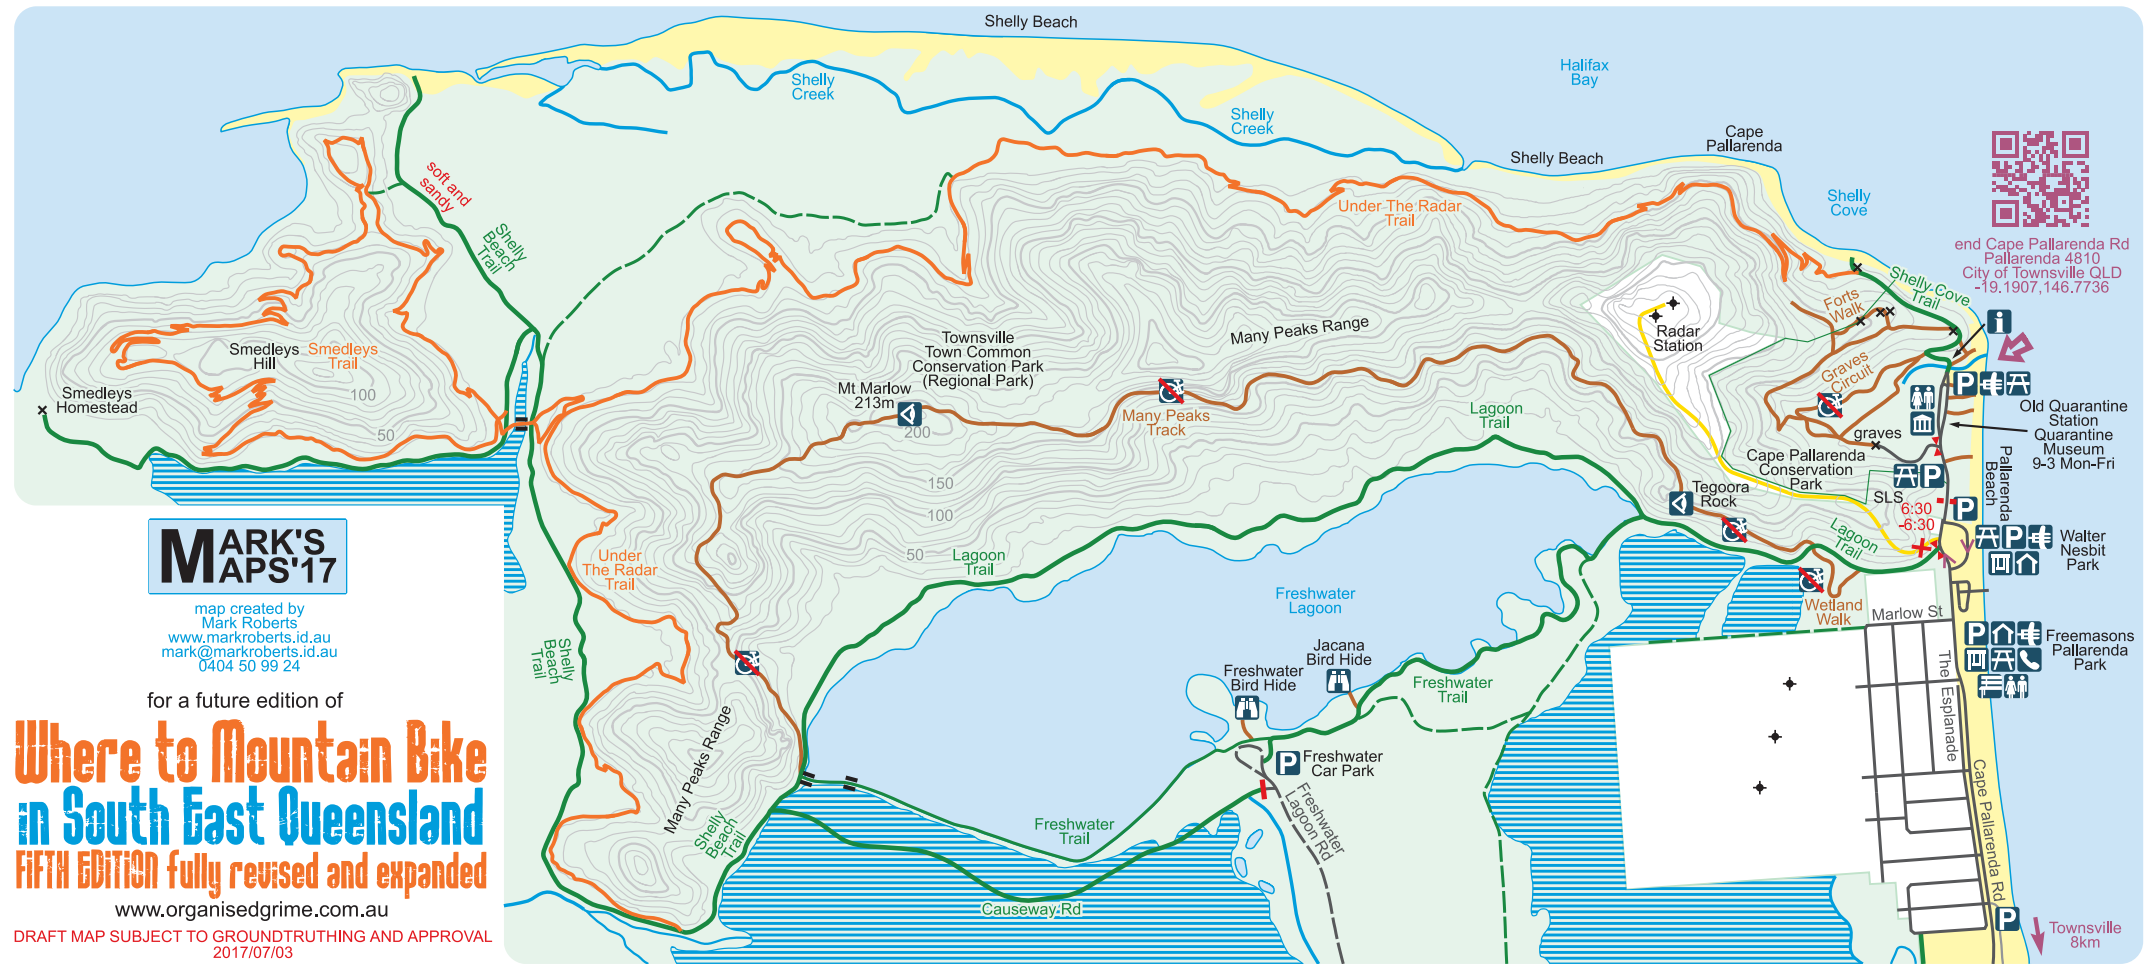 Shelly Beach
Shelly
Creek
Halifax
Bay
Shelly
Creek
Cape
Pallarenda
Shelly Beach
Shelly
Cove
soft and
sandy
Shelly
Beach
Trail
Under The Radar
Trail
end Cape Pallarenda Rd
Pallarenda 4810
City of Townsville QLD
-19.1907,146.7736
Shelly Cove
Trail
Forts
Walk
Radar
Station
Many Peaks Range
Townsville
Town Common
Conservation Park
(Regional Park)
Smedleys
Hill
Smedleys
Trail
Smedleys
Homestead
100
50
Mt Marlow
213m
200
Many Peaks
Track
Lagoon
Trail
Graves
Circuit
graves
Old Quarantine
Station
Quarantine
Museum
9-3 Mon-Fri
Cape Pallarenda
Conservation
Park
Pallarenda
Beach
SLS
6:30
-6:30
Tegoora
Rock
150
100
50
Lagoon
Trail
Lagoon
Trail
Walter
Nesbit
Park
Under
The Radar
Trail
Freshwater
Lagoon
Wetland
Walk
Marlow St
Shelly
Beach
Trail
Jacana
Bird Hide
Freshwater
Bird Hide
Freshwater
Trail
The Esplanade
Freemasons
Pallarenda
Park
Many Peaks Range
Freshwater
Car Park
Freshwater
Lagoon Rd
Shelly
Beach
Trail
Freshwater
Trail
Cape Pallarenda Rd
Causeway Rd
Townsville
8km
MARK'S
MAPS'17
map created by
Mark Roberts
www.markroberts.id.au
mark@markroberts.id.au
0404 50 99 24
for a future edition of
Where to Mountain Bike
in South East Queensland
FIFTH EDITION fully revised and expanded
www.organisedgrime.com.au
DRAFT MAP SUBJECT TO GROUNDTRUTHING AND APPROVAL
2017/07/03